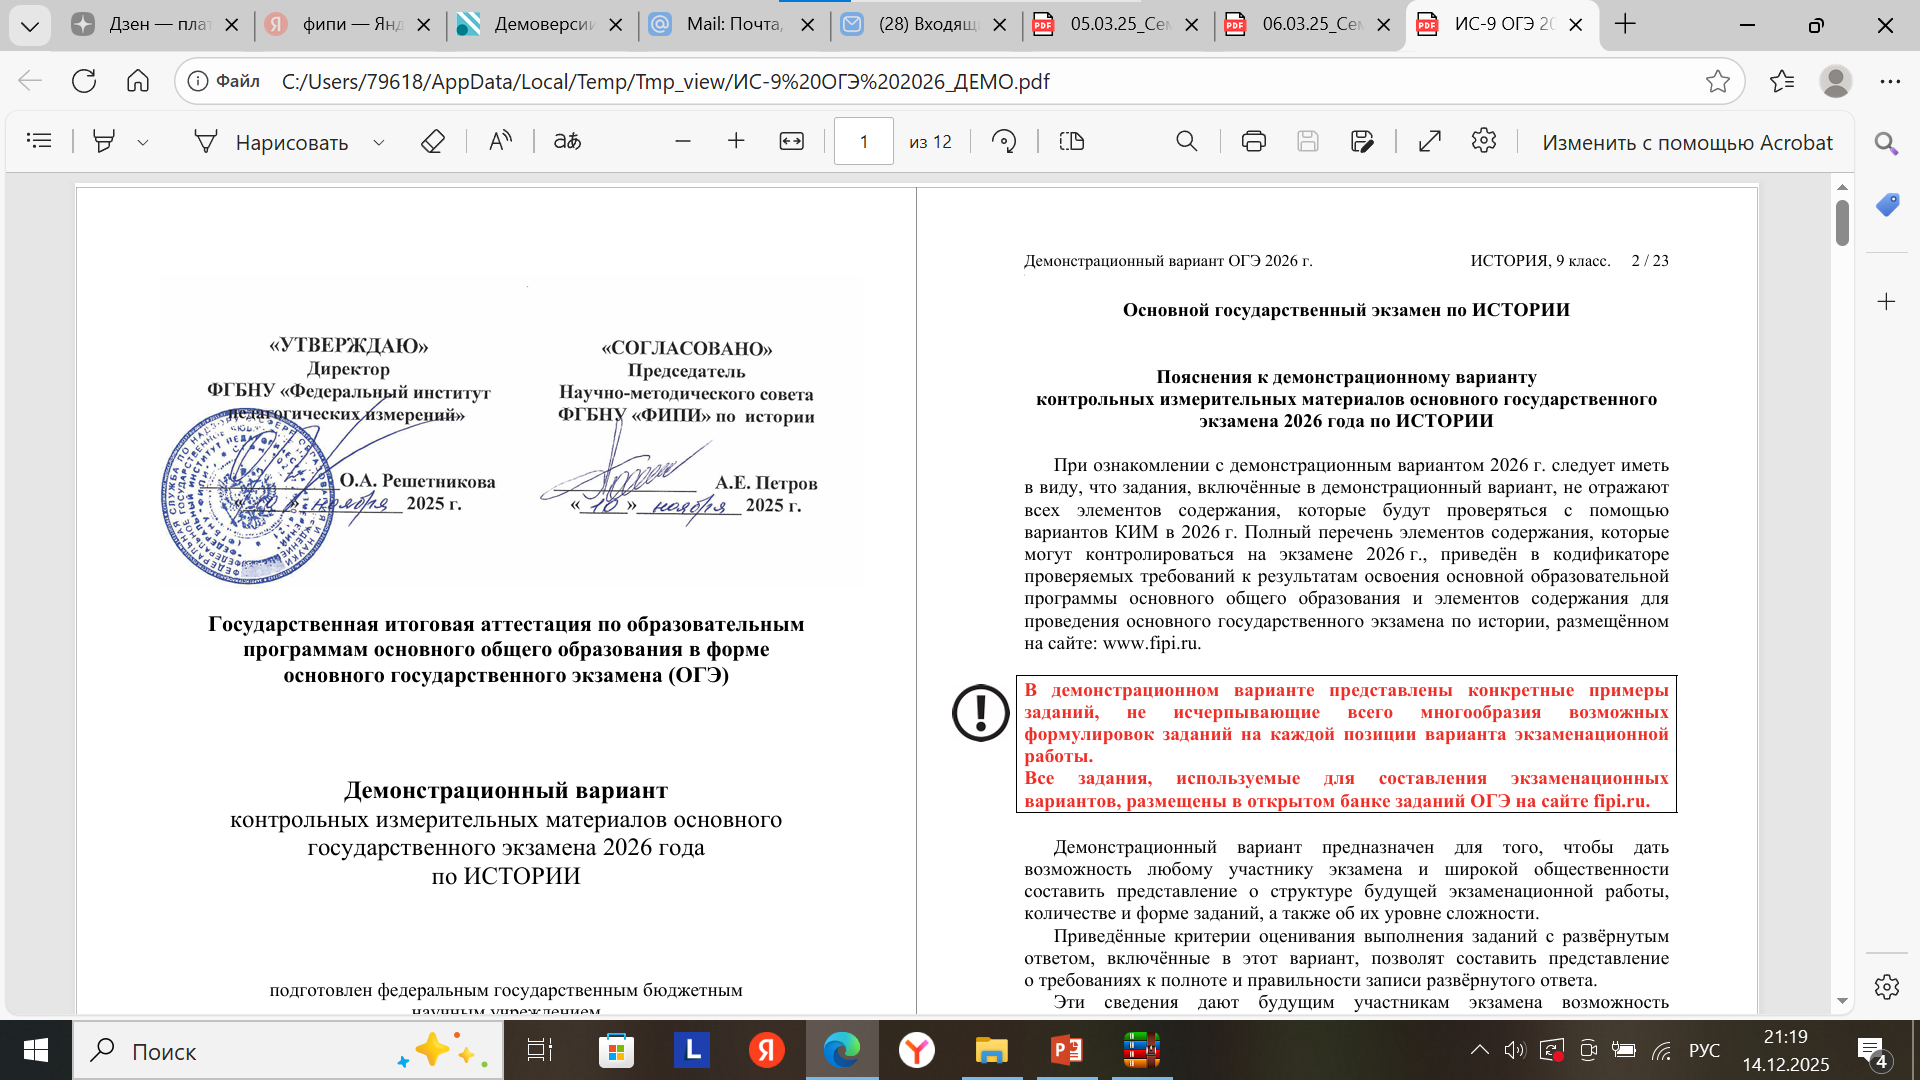 Дзен — плат
фипи — Янд
Демоверсии
Mail: Почта,
(28) Входящи
05.03.25_Сем
06.03.25_Сем
ИС-9 ОГЭ 20
Файл
C:/Users/79618/AppData/Local/Temp/Tmp_view/ИС-9%20ОГЭ%202026_ДЕМО.pdf
Нарисовать
1
из 12
Изменить с помощью Acrobat
«УТВЕРЖДАЮ»
Директор
ФГБНУ «Федеральный институт
педагогических измерений»
О.А. Решетникова
ноября 2025 г.
«СОГЛАСОВАНО»
Председатель
Научно-методического совета
ФГБНУ «ФИПИ» по истории
А.Е. Петров
«10» ноября 2025 г.
Государственная итоговая аттестация по образовательным
программам основного общего образования в форме
основного государственного экзамена (ОГЭ)
Демонстрационный вариант
контрольных измерительных материалов основного
государственного экзамена 2026 года
по ИСТОРИИ
подготовлен федеральным государственным бюджетным
научным учреждением
Демонстрационный вариант ОГЭ 2026 г. ИСТОРИЯ, 9 класс. 2 / 23
Основной государственный экзамен по ИСТОРИИ
Пояснения к демонстрационному варианту
контрольных измерительных материалов основного государственного
экзамена 2026 года по ИСТОРИИ
При ознакомлении с демонстрационным вариантом 2026 г. следует иметь
в виду, что задания, включённые в демонстрационный вариант, не отражают
всех элементов содержания, которые будут проверяться с помощью
вариантов КИМ в 2026 г. Полный перечень элементов содержания, которые
могут контролироваться на экзамене 2026 г., приведён в кодификаторе
проверяемых требований к результатам освоения основной образовательной
программы основного общего образования и элементов содержания для
проведения основного государственного экзамена по истории, размещённом
на сайте: www.fipi.ru.
В демонстрационном варианте представлены конкретные примеры
заданий, не исчерпывающие всего многообразия возможных
формулировок заданий на каждой позиции варианта экзаменационной
работы.
Все задания, используемые для составления экзаменационных
вариантов, размещены в открытом банке заданий ОГЭ на сайте fipi.ru.
Демонстрационный вариант предназначен для того, чтобы дать
возможность любому участнику экзамена и широкой общественности
составить представление о структуре будущей экзаменационной работы,
количестве и форме заданий, а также об их уровне сложности.
Приведённые критерии оценивания выполнения заданий с развёрнутым
ответом, включённые в этот вариант, позволят составить представление
о требованиях к полноте и правильности записи развёрнутого ответа.
Эти сведения дают будущим участникам экзамена возможность
Поиск
РУС
21:19
14.12.2025
4